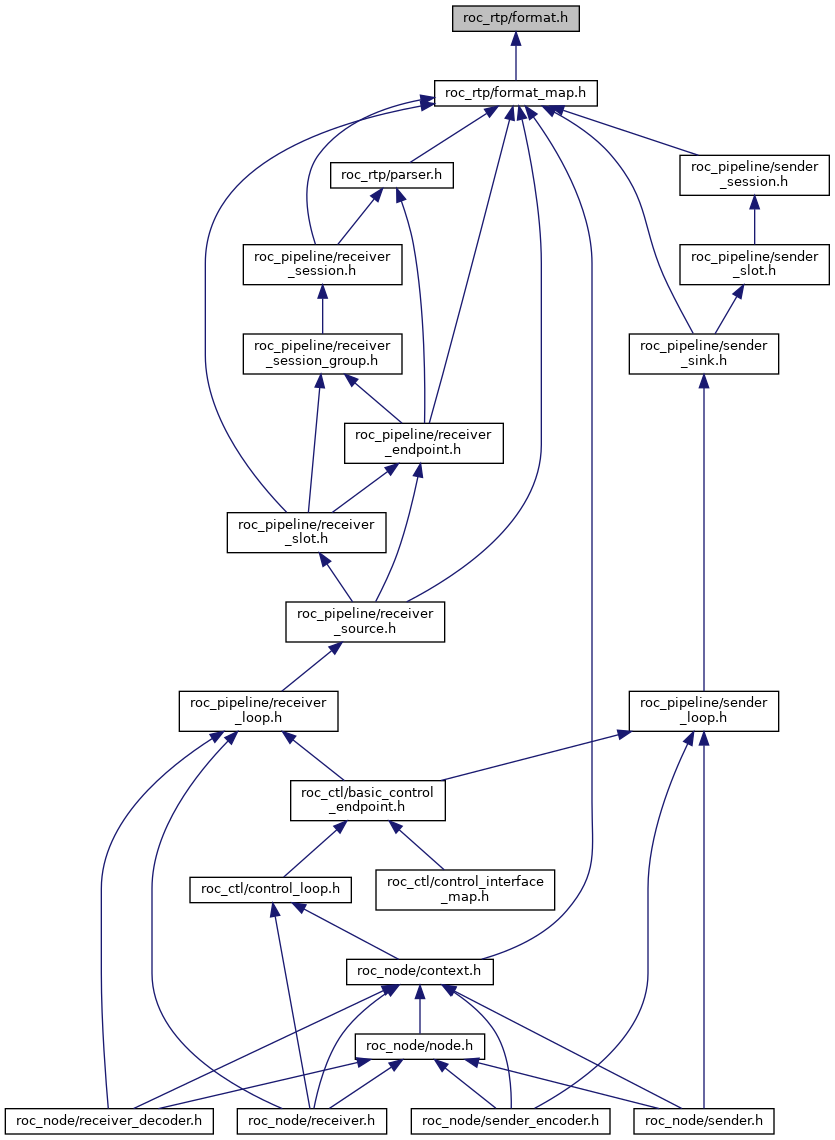 roc_rtp/format.h
roc_rtp/format_map.h
roc_pipeline/sender
_session.h
roc_rtp/parser.h
roc_pipeline/receiver
_session.h
roc_pipeline/sender
_slot.h
roc_pipeline/receiver
_session_group.h
roc_pipeline/sender
_sink.h
roc_pipeline/receiver
_endpoint.h
roc_pipeline/receiver
_slot.h
roc_pipeline/receiver
_source.h
roc_pipeline/receiver
_loop.h
roc_pipeline/sender
_loop.h
roc_ctl/basic_control
_endpoint.h
roc_ctl/control_loop.h
roc_ctl/control_interface
_map.h
roc_node/context.h
roc_node/node.h
roc_node/receiver_decoder.h
roc_node/receiver.h
roc_node/sender_encoder.h
roc_node/sender.h